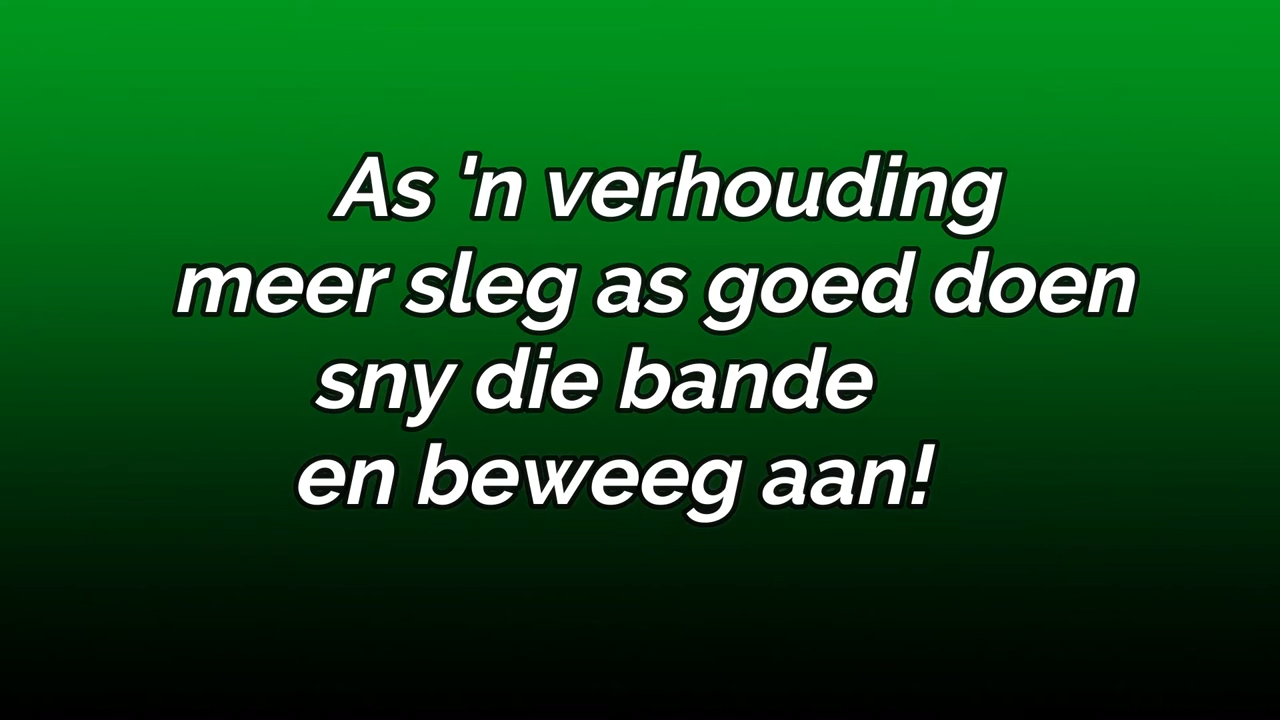 As 'n verhouding
meer sleg as goed doen
sny die bande
en beweeg aan!